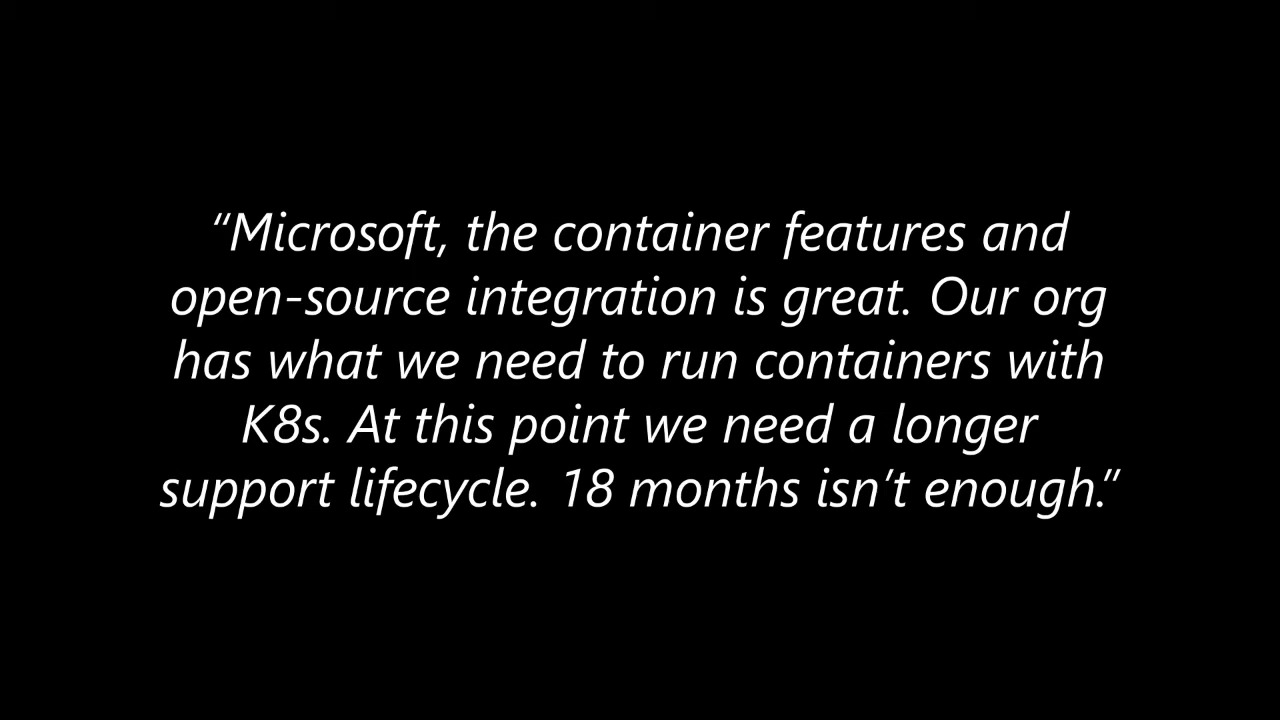 “Microsoft, the container features and
open-source integration is great. Our org
has what we need to run containers with
K8s. At this point we need a longer
support lifecycle. 18 months isn’t enough.”